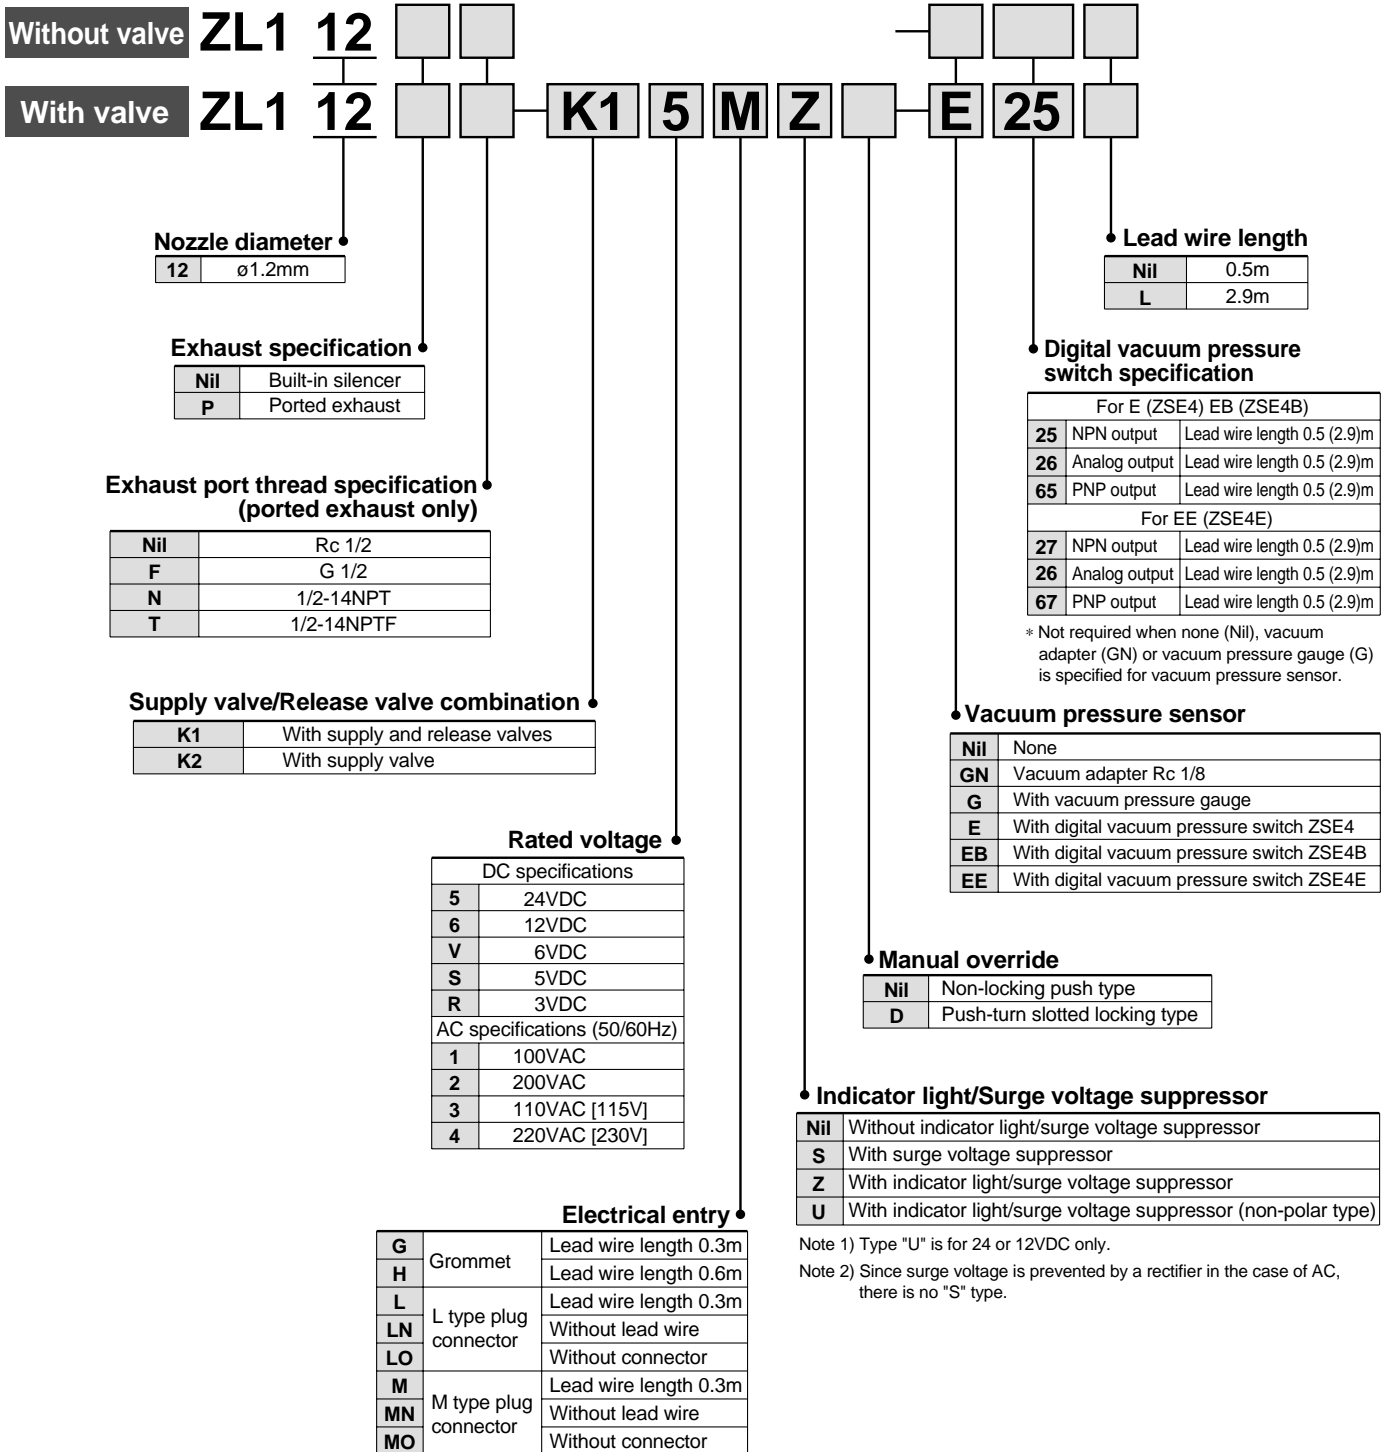 Without valve ZL1 12
With valve ZL1 12 K1 5 M Z E 25
Nozzle diameter
12 ø1.2mm
Lead wire length
Nil 0.5m
L 2.9m
Exhaust specification
Nil Built-in silencer
P Ported exhaust
Digital vacuum pressure
switch specification
For E (ZSE4) EB (ZSE4B)
25 NPN output Lead wire length 0.5 (2.9)m
26 Analog output Lead wire length 0.5 (2.9)m
65 PNP output Lead wire length 0.5 (2.9)m
For EE (ZSE4E)
27 NPN output Lead wire length 0.5 (2.9)m
26 Analog output Lead wire length 0.5 (2.9)m
67 PNP output Lead wire length 0.5 (2.9)m
* Not required when none (Nil), vacuum
adapter (GN) or vacuum pressure gauge (G)
is specified for vacuum pressure sensor.
Exhaust port thread specification
(ported exhaust only)
Nil Rc 1/2
F G 1/2
N 1/2-14NPT
T 1/2-14NPTF
Supply valve/Release valve combination
K1 With supply and release valves
K2 With supply valve
Vacuum pressure sensor
Nil None
GN Vacuum adapter Rc 1/8
G With vacuum pressure gauge
E With digital vacuum pressure switch ZSE4
EB With digital vacuum pressure switch ZSE4B
EE With digital vacuum pressure switch ZSE4E
Rated voltage
DC specifications
5 24VDC
6 12VDC
V 6VDC
S 5VDC
R 3VDC
AC specifications (50/60Hz)
1 100VAC
2 200VAC
3 110VAC [115V]
4 220VAC [230V]
Manual override
Nil Non-locking push type
D Push-turn slotted locking type
Indicator light/Surge voltage suppressor
Nil Without indicator light/surge voltage suppressor
S With surge voltage suppressor
Z With indicator light/surge voltage suppressor
U With indicator light/surge voltage suppressor (non-polar type)
Note 1) Type "U" is for 24 or 12VDC only.
Note 2) Since surge voltage is prevented by a rectifier in the case of AC,
there is no "S" type.
Electrical entry
G Grommet Lead wire length 0.3m
H Lead wire length 0.6m
L L type plug connector Lead wire length 0.3m
LN Without lead wire
LO Without connector
M M type plug connector Lead wire length 0.3m
MN Without lead wire
MO Without connector